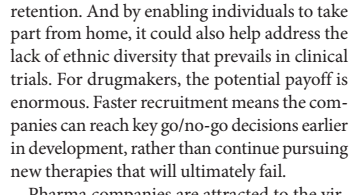 retention. And by enabling individuals to take
part from home, it could also help address the
lack of ethnic diversity that prevails in clinical
trials. For drugmakers, the potential payoff is
enormous. Faster recruitment means the com-
panies can reach key go/no-go decisions earlier
in development, rather than continue pursuing
new therapies that will ultimately fail.
Pharma companies are attracted to the vir-